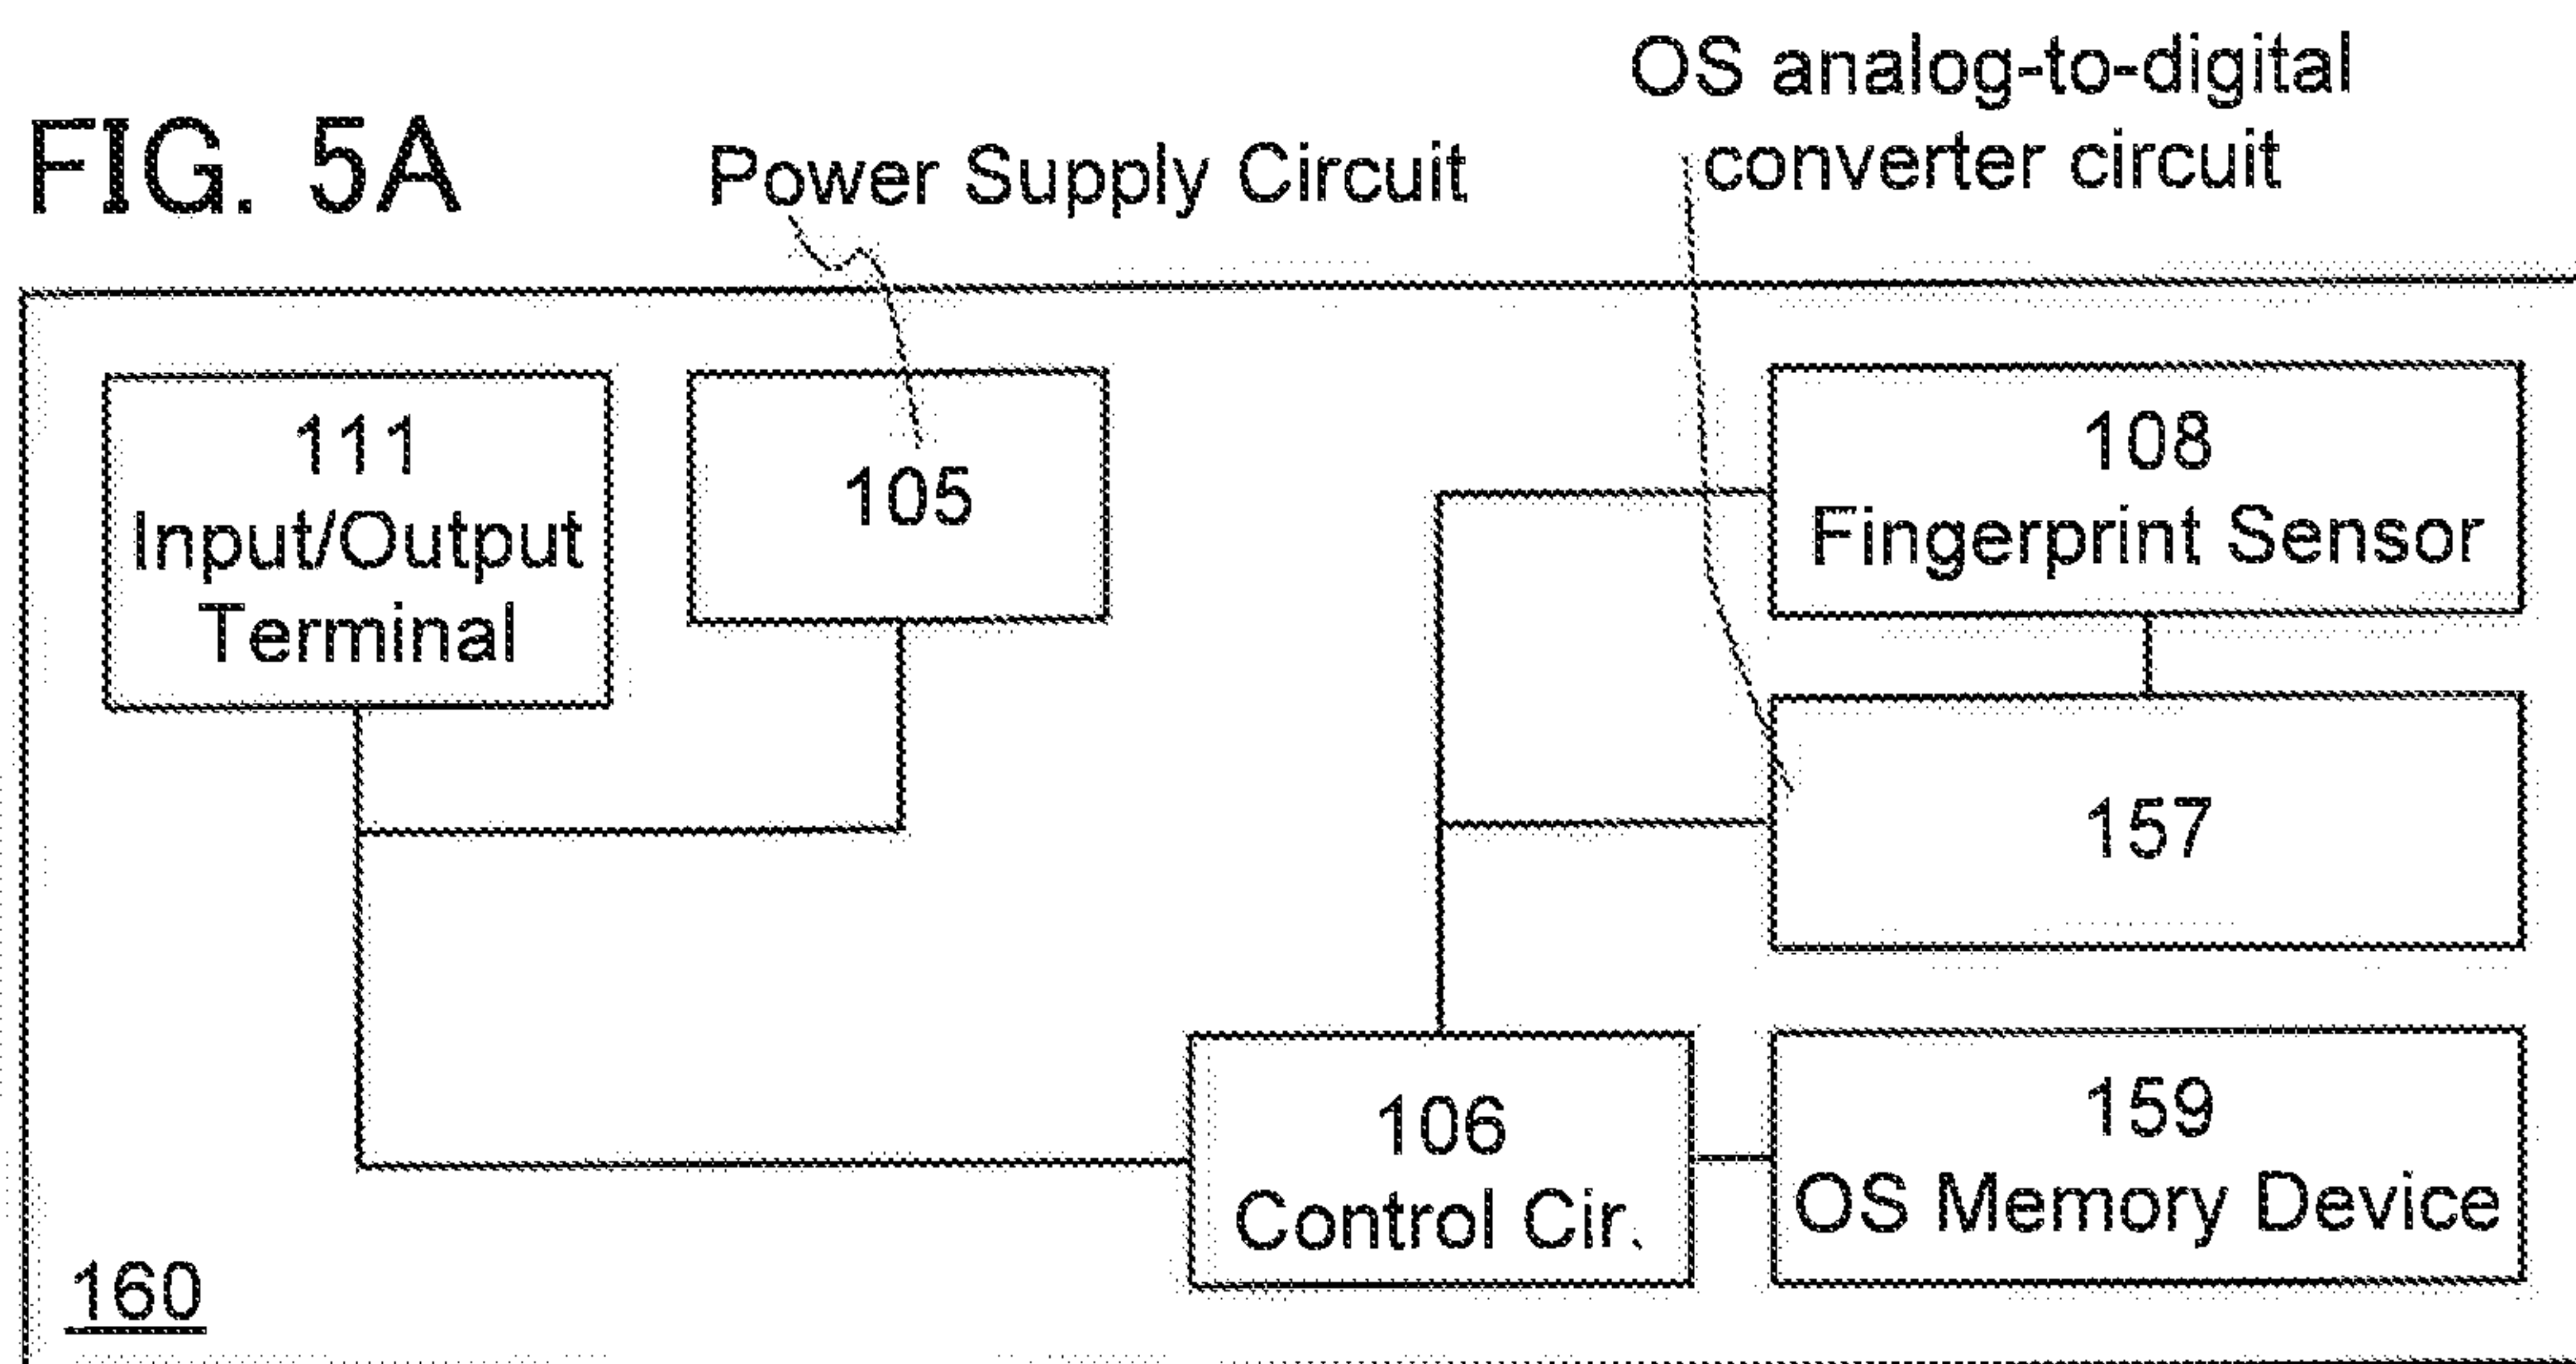 FIG. 5A
Power Supply Circuit
OS analog-to-digital
converter circuit
111
Input/Output
Terminal
105
108
Fingerprint Sensor
157
106
Control Cir.
159
OS Memory Device
160